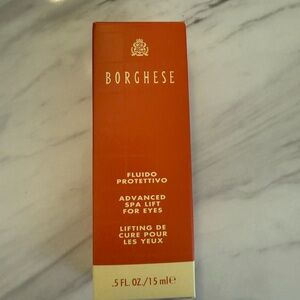 BORGHESE
FLUIDO
PROTETTIVO
ADVANCED
SPA LIFT
FOR EYES
LIFTING DE
CURE POUR
LES YEUX
.5 FL. OZ./15 ml℮